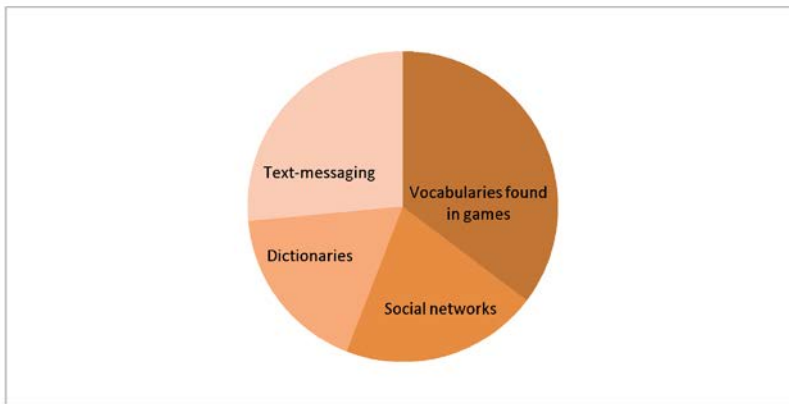 Text-messaging
Vocabularies found
in games
Dictionaries
Social networks